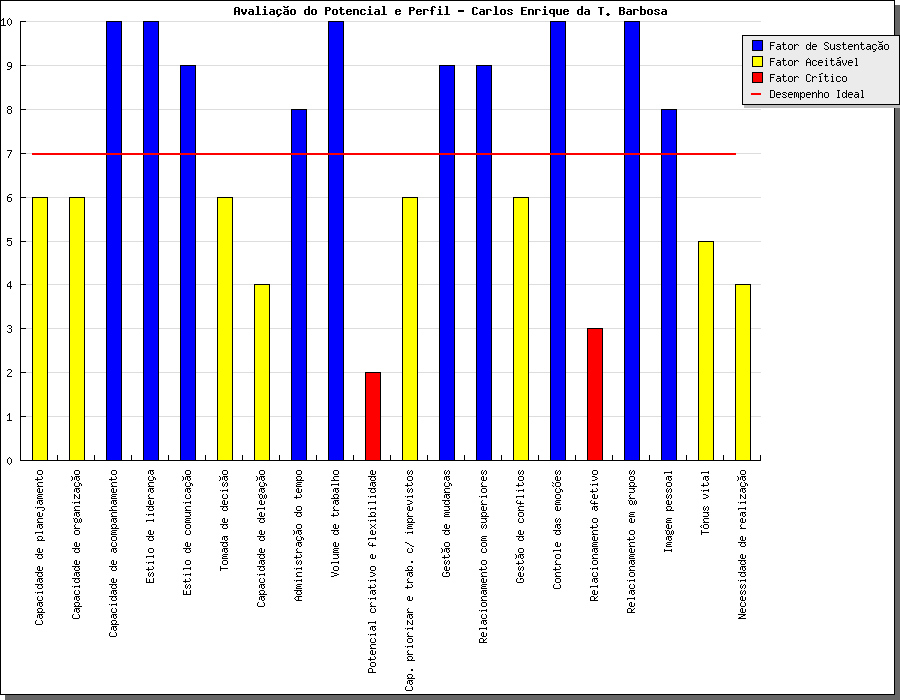 Avaliação do Potencial e Perfil - Carlos Enrique da T. Barbosa
Fator de Sustentação
Fator Aceitável
Fator Crítico
Desempenho Ideal
10
9
8
7
6
5
4
3
2
1
0
Capacidade de planejamento
Capacidade de organização
Capacidade de acompanhamento
Estilo de liderança
Estilo de comunicação
Tomada de decisão
Capacidade de delegação
Administração do tempo
Volume de trabalho
Potencial criativo e flexibilidade
Cap. priorizar e trab. c/ imprevistos
Gestão de mudanças
Relacionamento com superiores
Gestão de conflitos
Controle das emoções
Relacionamento afetivo
Relacionamento em grupos
Imagem pessoal
Tônus vital
Necessidade de realização